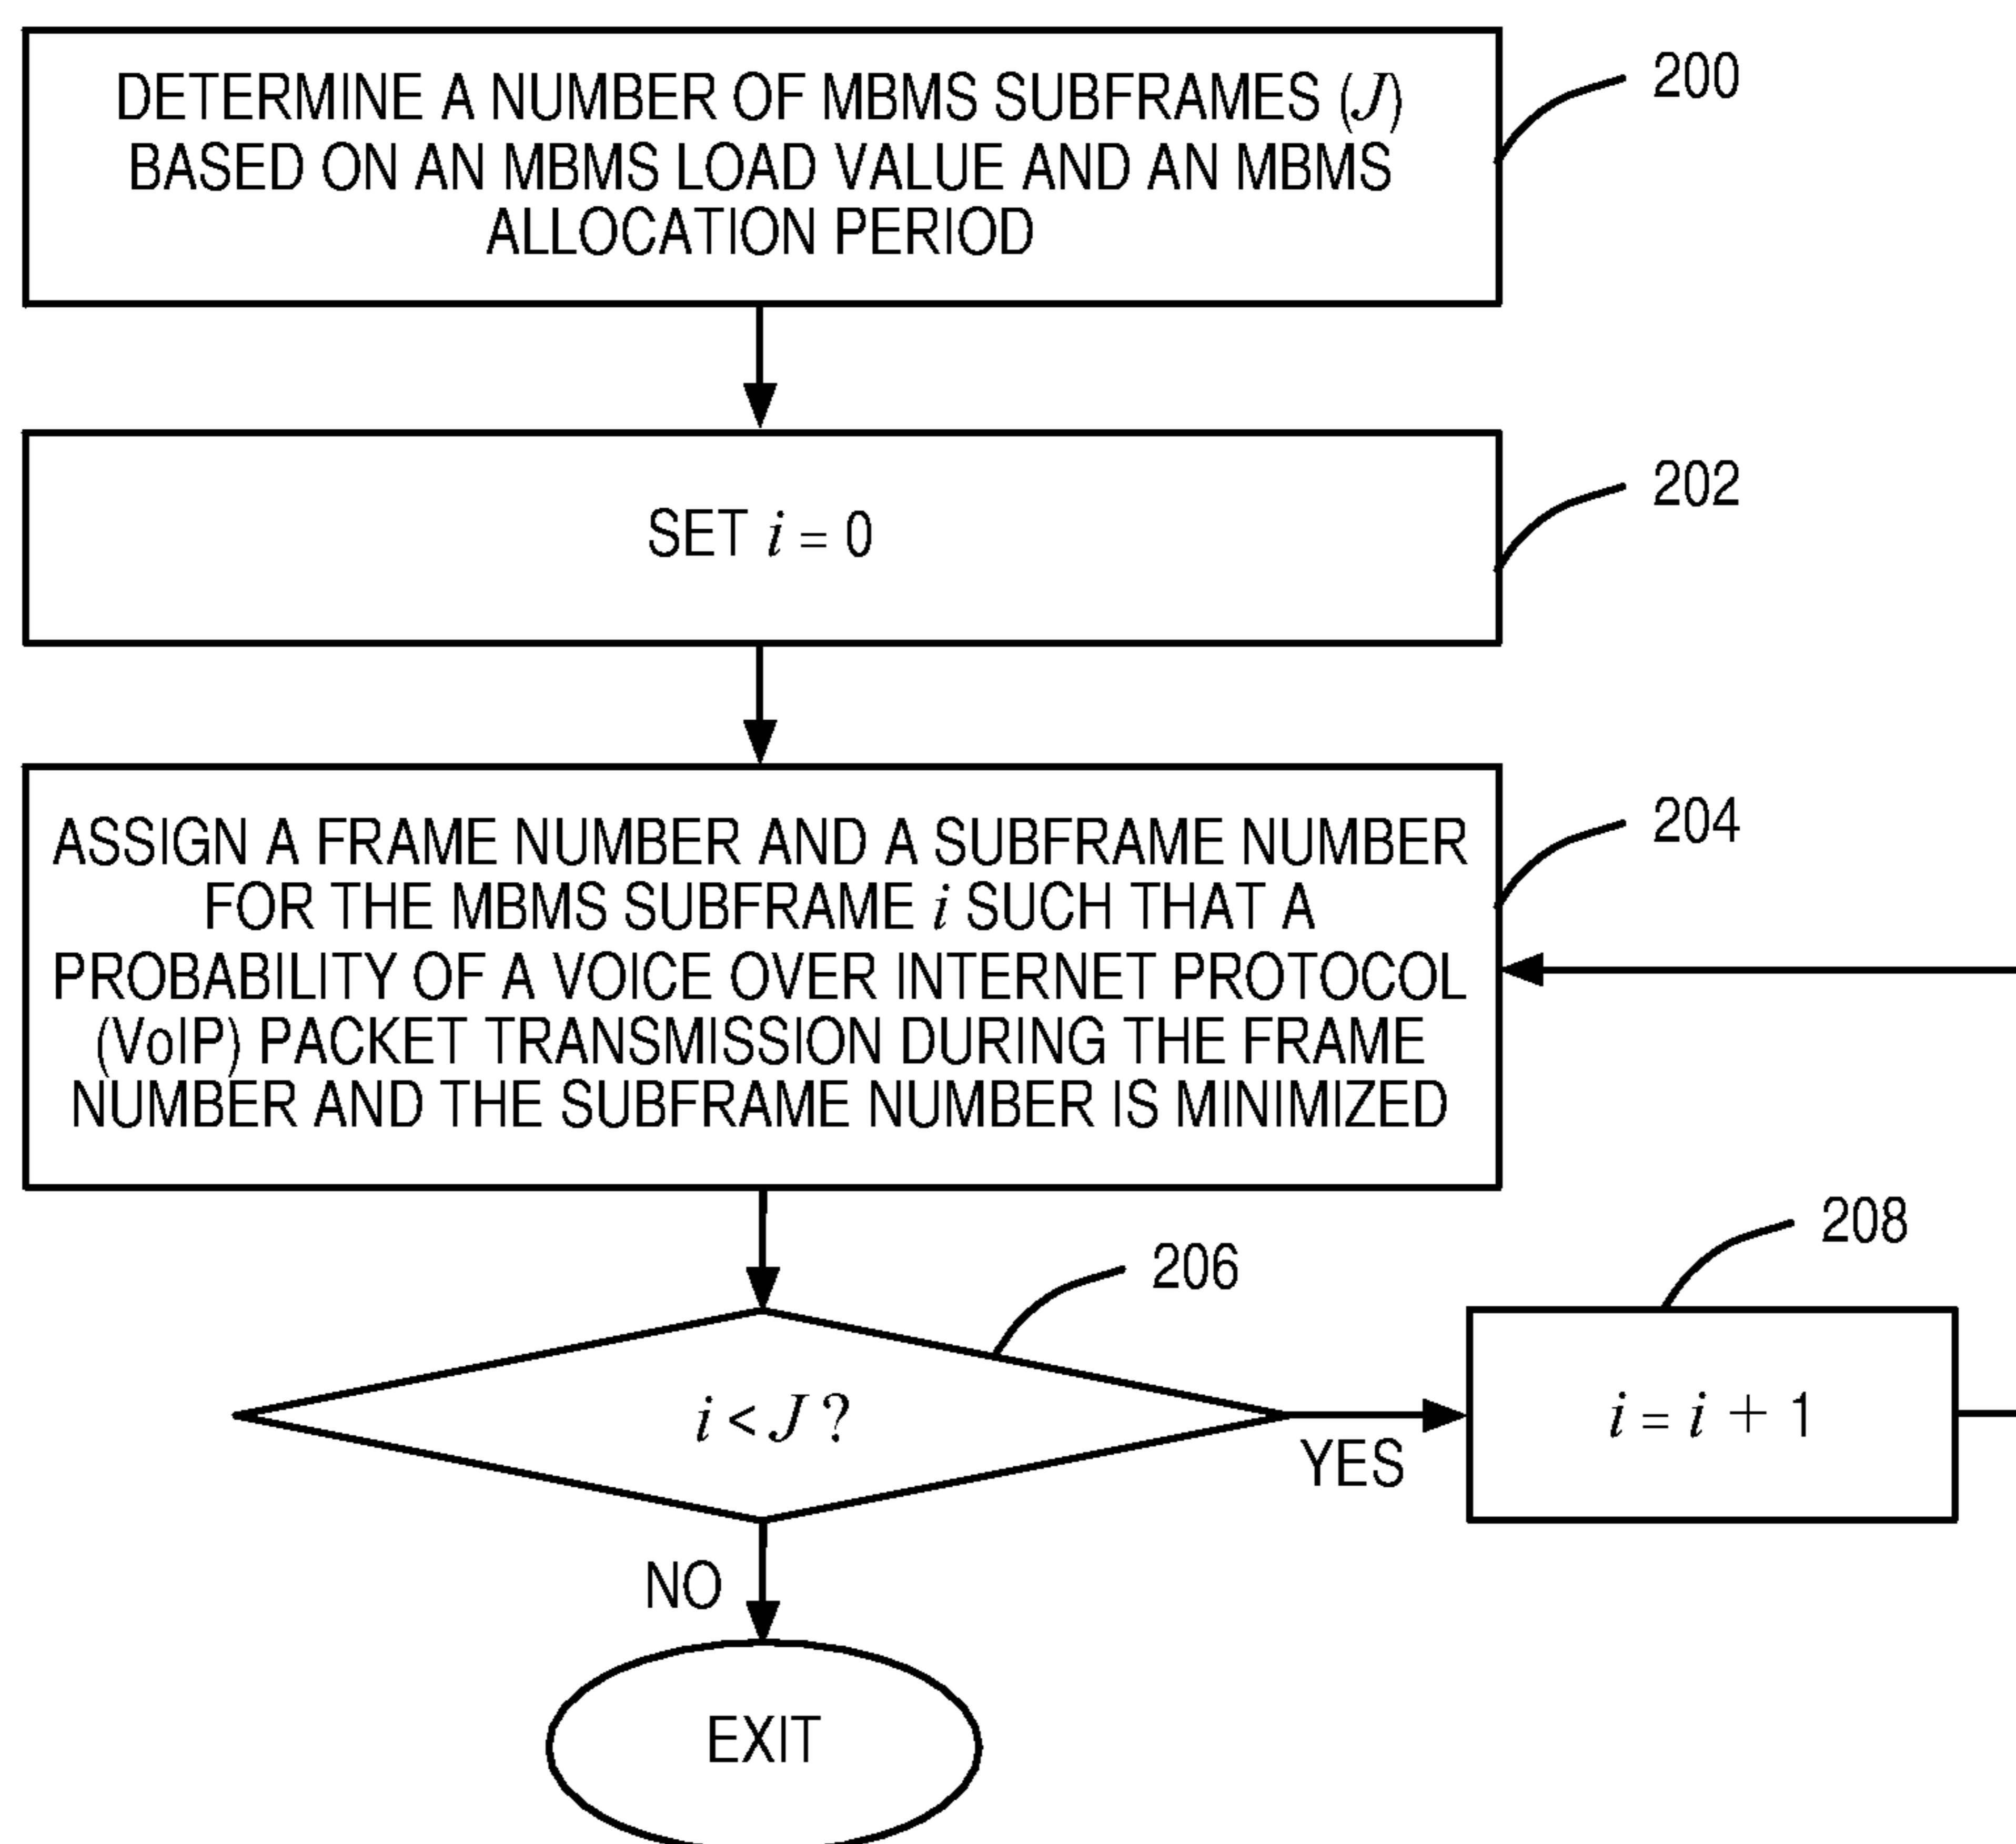 DETERMINE A NUMBER OF MBMS SUBFRAMES (J)
BASED ON AN MBMS LOAD VALUE AND AN MBMS
ALLOCATION PERIOD
200
SET i = 0
202
ASSIGN A FRAME NUMBER AND A SUBFRAME NUMBER
FOR THE MBMS SUBFRAME i SUCH THAT A
PROBABILITY OF A VOICE OVER INTERNET PROTOCOL
(VoIP) PACKET TRANSMISSION DURING THE FRAME
NUMBER AND THE SUBFRAME NUMBER IS MINIMIZED
204
206
i < J ?
YES
208
i = i + 1
NO
EXIT